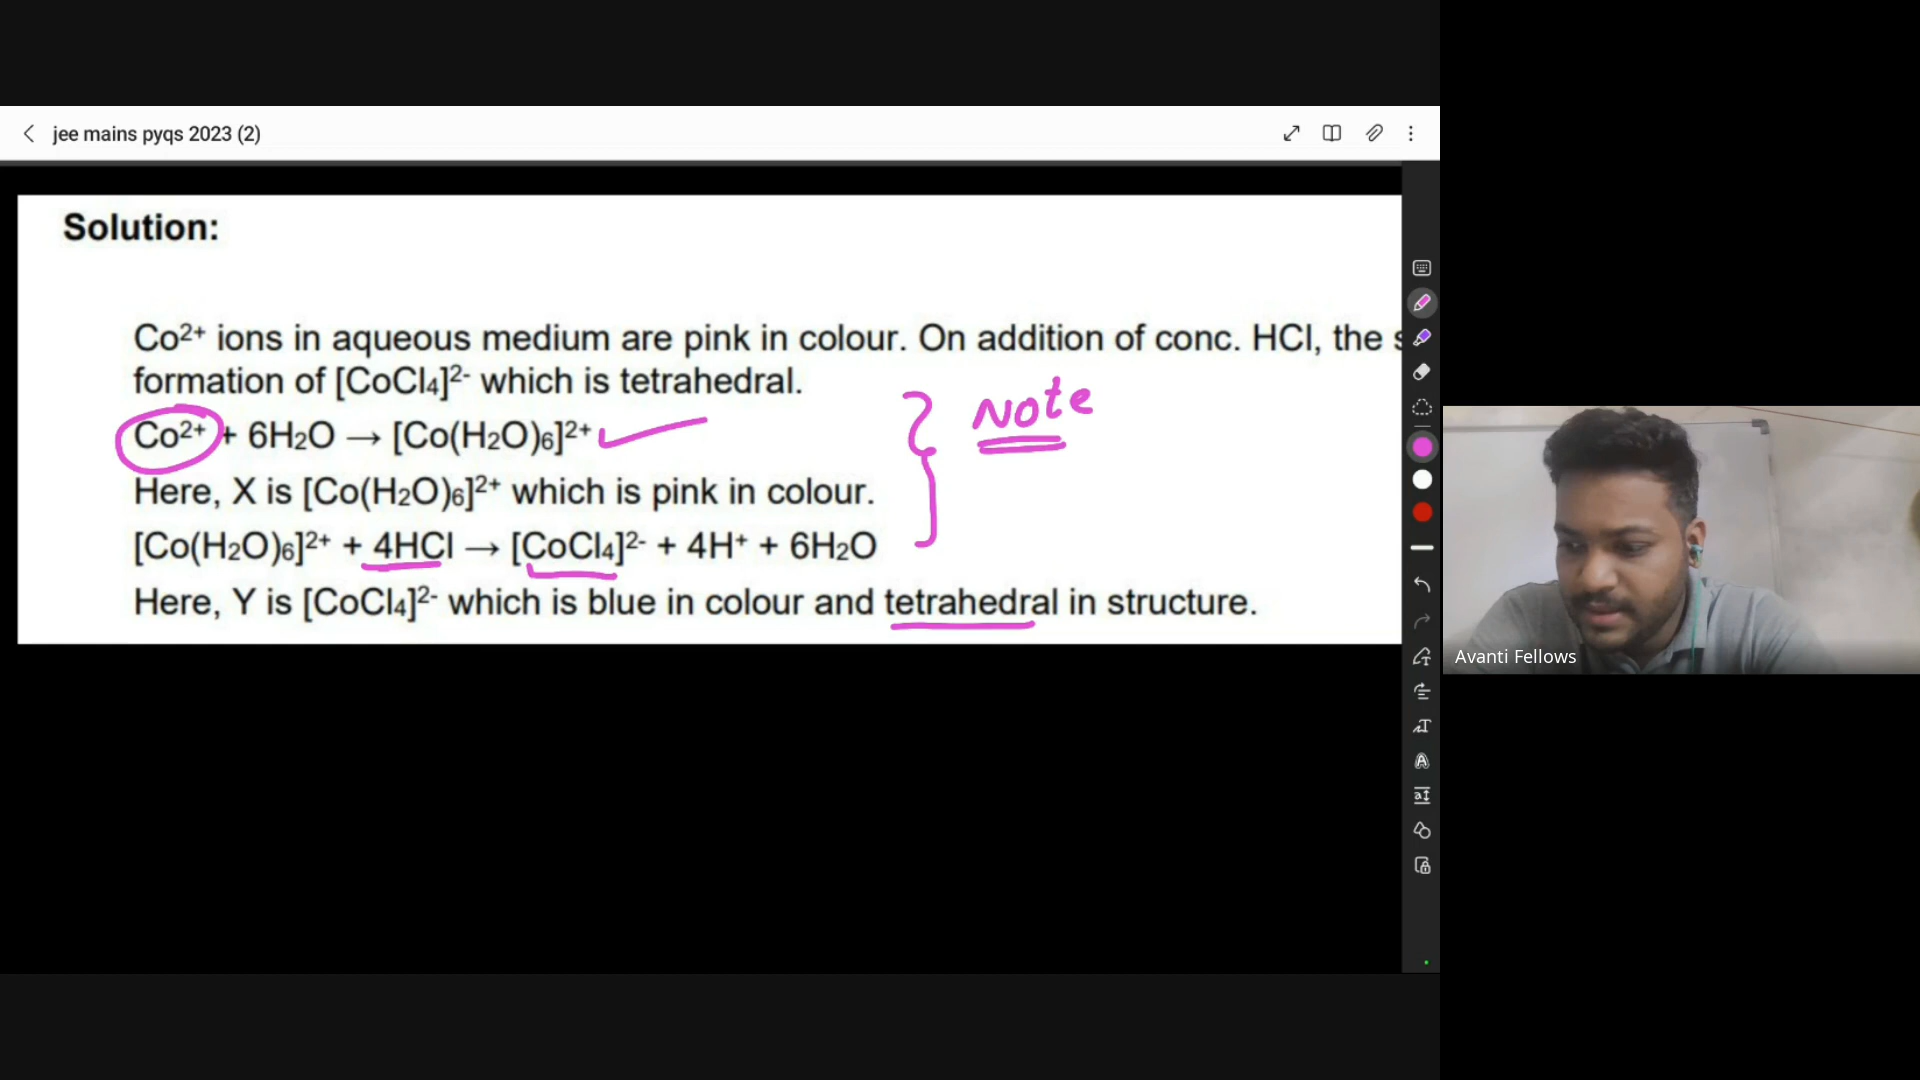 jee mains pyqs 2023 (2)
Solution:
Co²⁺ ions in aqueous medium are pink in colour. On addition of conc. HCl, the
formation of [CoCl₄]²⁻ which is tetrahedral.
Note
Co²⁺ + 6H₂O → [Co(H₂O)₆]²⁺
Here, X is [Co(H₂O)₆]²⁺ which is pink in colour.
[Co(H₂O)₆]²⁺ + 4HCl → [CoCl₄]²⁻ + 4H⁺ + 6H₂O
Here, Y is [CoCl₄]²⁻ which is blue in colour and tetrahedral in structure.
Avanti Fellows